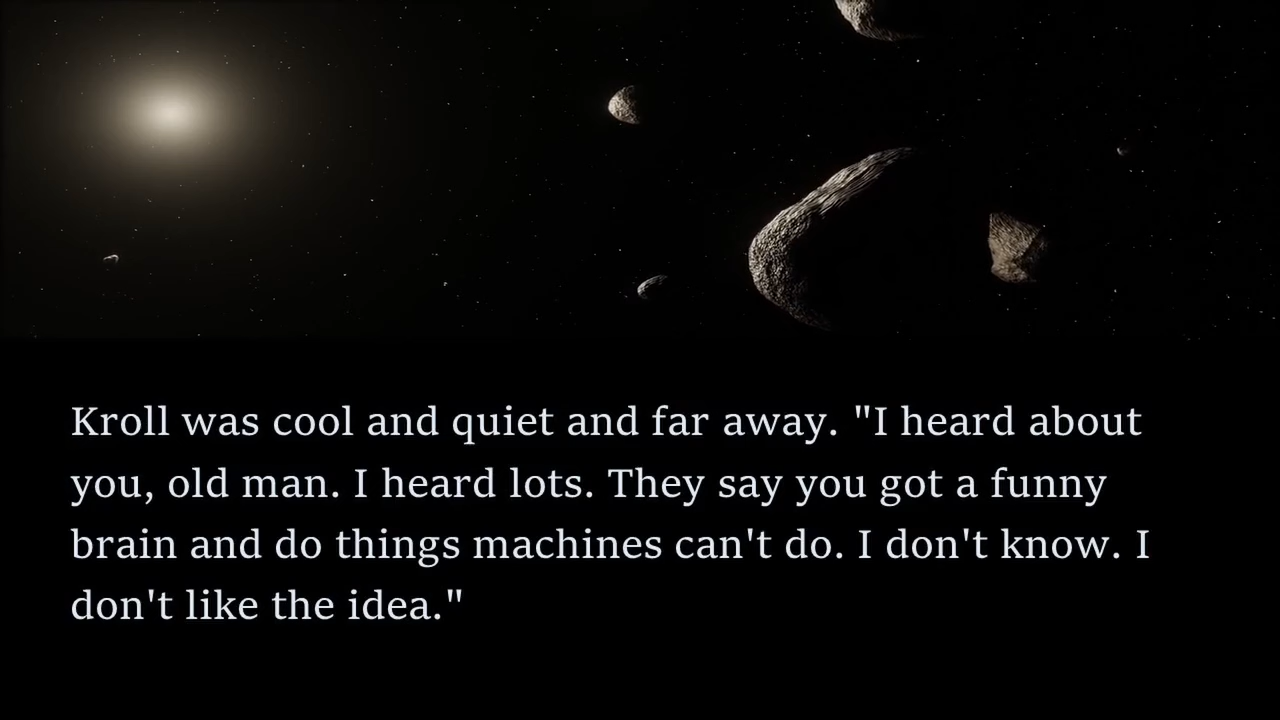 Kroll was cool and quiet and far away. "I heard about
you, old man. I heard lots. They say you got a funny
brain and do things machines can't do. I don't know. I
don't like the idea."